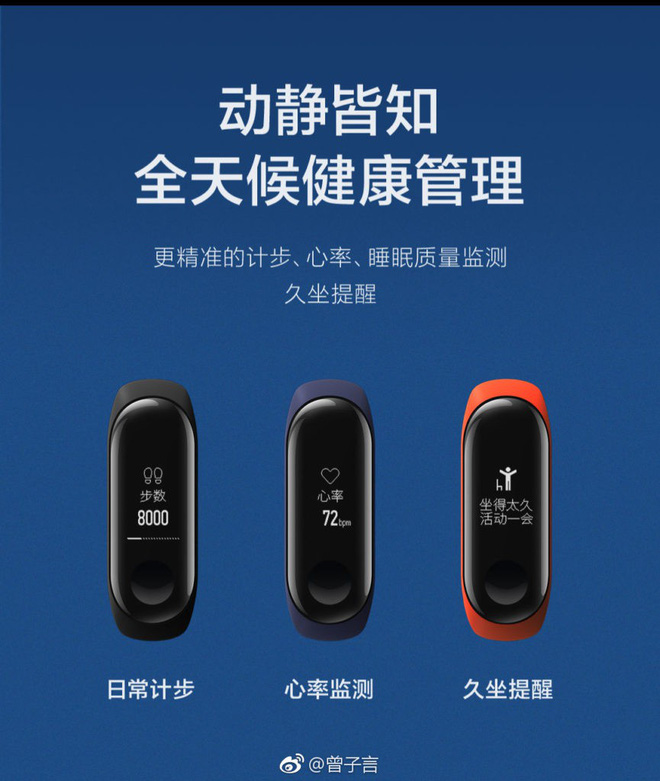 动静皆知
全天候健康管理
更精准的计步、心率、睡眠质量监测
久坐提醒
步数
8000
心率
72bpm
坐得太久
活动一会
日常计步
心率监测
久坐提醒
@曾子言